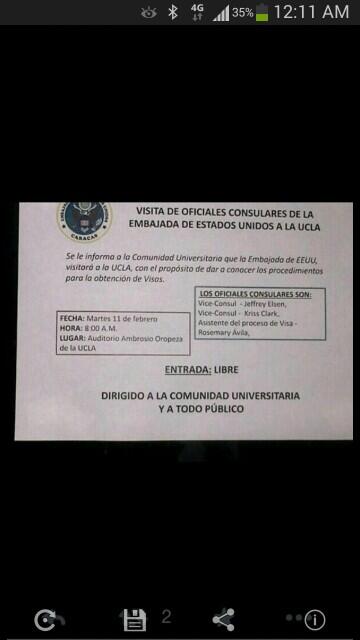 4G
35%
12:11 AM
CARACAS
VISITA DE OFICIALES CONSULARES DE LA
EMBAJADA DE ESTADOS UNIDOS A LA UCLA
Se le informa a la Comunidad Universitaria que la Embajada de EEUU,
visitará a la UCLA, con el propósito de dar a conocer los procedimientos
para la obtención de Visas.
FECHA: Martes 11 de febrero
HORA: 8:00 A.M.
LUGAR: Auditorio Ambrosio Oropeza
de la UCLA
LOS OFICIALES CONSULARES SON:
Vice-Consul - Jeffrey Elsen,
Vice-Consul - Kriss Clark,
Asistente del proceso de Visa -
Rosemary Ávila,
ENTRADA: LIBRE
DIRIGIDO A LA COMUNIDAD UNIVERSITARIA
Y A TODO PÚBLICO
2